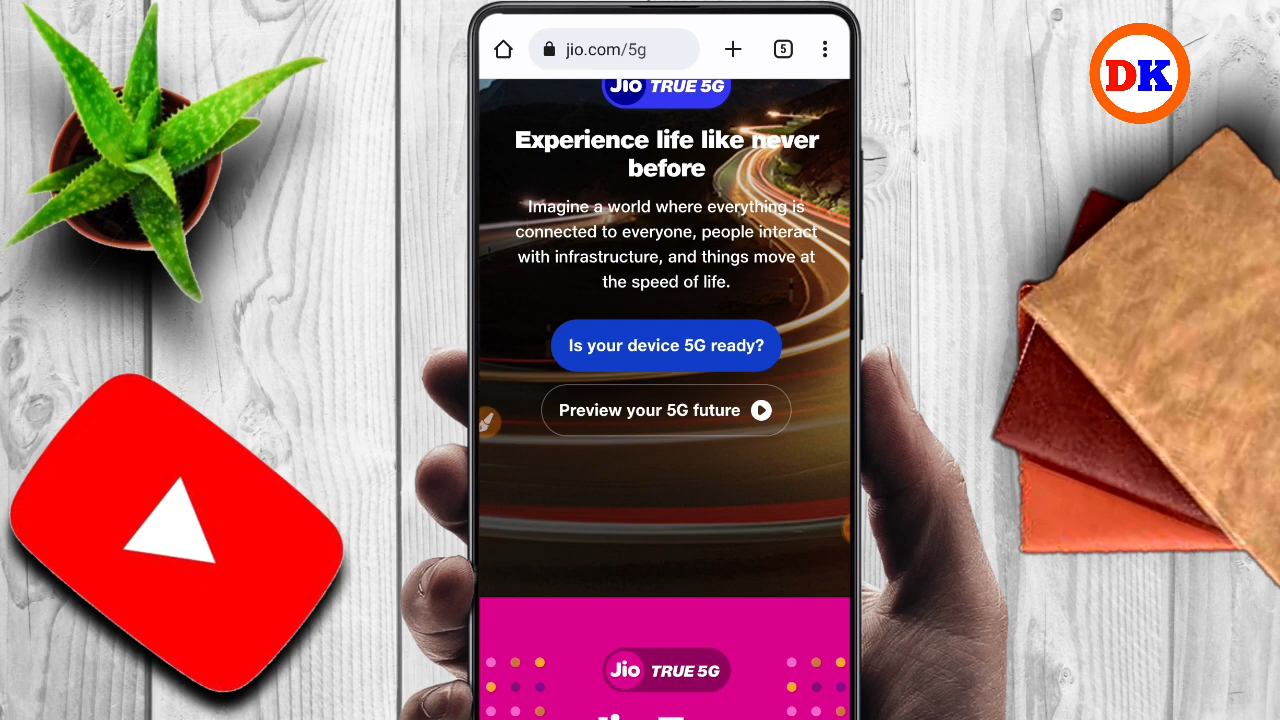 jio.com/5g
5
DK
Jio TRUE 5G
Experience life like never
before
Imagine a world where everything is
connected to everyone, people interact
with infrastructure, and things move at
the speed of life.
Is your device 5G ready?
Preview your 5G future
Jio TRUE 5G